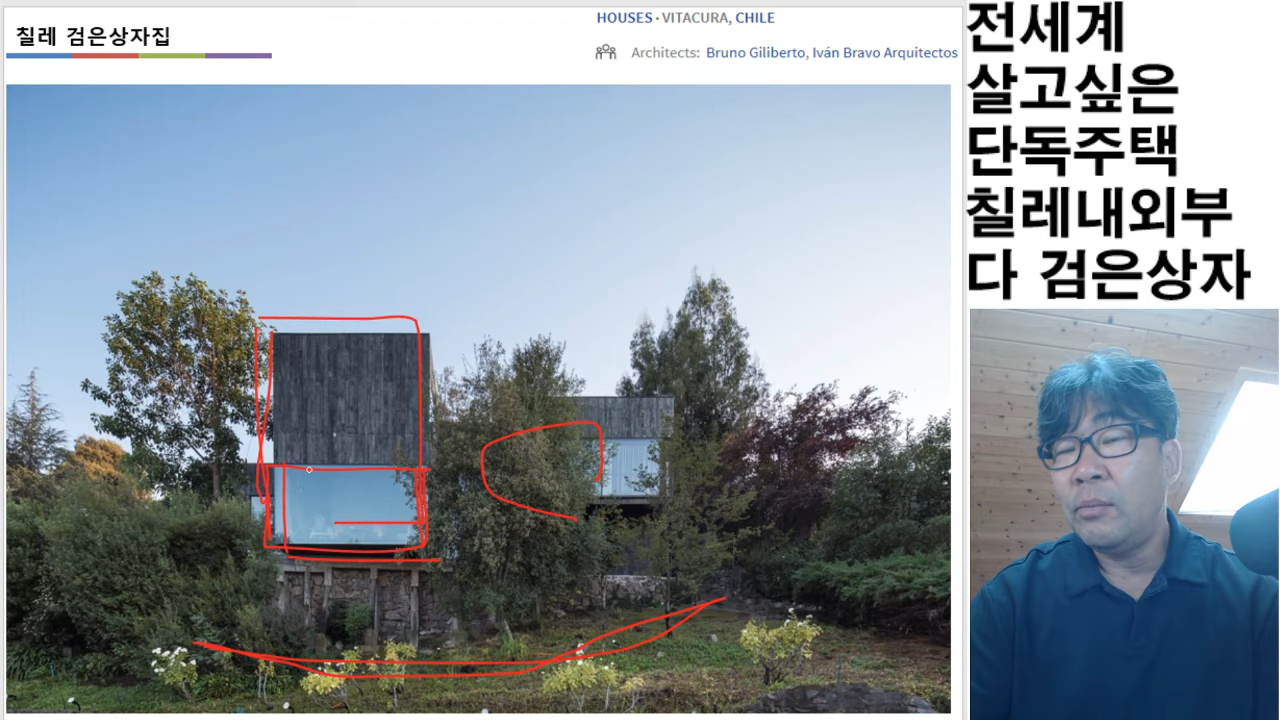 칠레 검은상자집
HOUSES · VITACURA, CHILE
Architects: Bruno Giliberto, Iván Bravo Arquitectos
전세계
살고싶은
단독주택
칠레내외부
다 검은상자